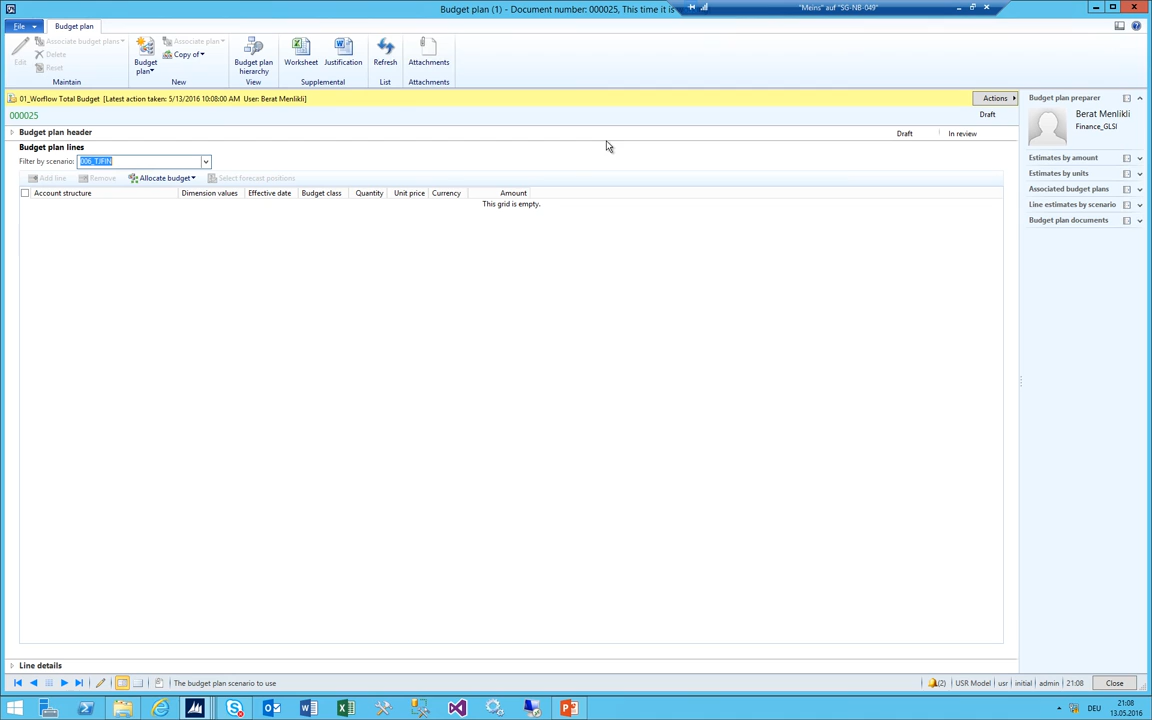 Budget plan (1) - Document number: 000025, This time it is
"Meins" auf "SG-NB-049"
File
Budget plan
Edit
Associate budget plans
Delete
Reset
Maintain
Budget plan
Associate plan
Copy of
New
Budget plan hierarchy
View
Worksheet
Justification
Supplemental
Refresh
List
Attachments
Attachments
01_Worflow Total Budget [Latest action taken: 5/13/2016 10:08:00 AM User: Berat Menlikli]
Actions
000025
Draft
Budget plan header
Draft
In review
Budget plan lines
Filter by scenario: 006_TJFIN
Add line
Remove
Allocate budget
Select forecast positions
Account structure
Dimension values
Effective date
Budget class
Quantity
Unit price
Currency
Amount
This grid is empty.
Line details
Budget plan preparer
Berat Menlikli
Finance_GLSI
Estimates by amount
Estimates by units
Associated budget plans
Line estimates by scenario
Budget plan documents
The budget plan scenario to use
(2)
USR Model
usr
initial
admin
21:08
Close
DEU
21:08
13.05.2016